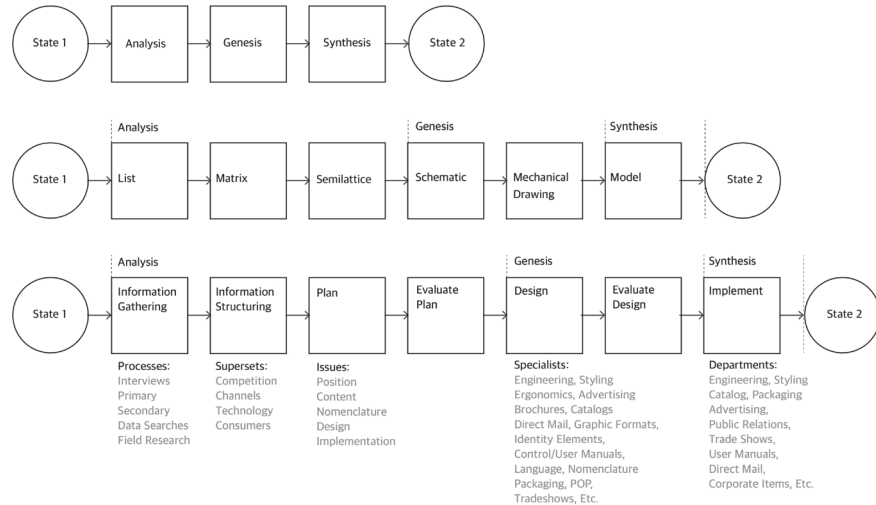 State 1
Analysis
Genesis
Synthesis
State 2
Analysis
Genesis
Synthesis
State 1
List
Matrix
Semilattice
Schematic
Mechanical
Drawing
Model
State 2
Analysis
Genesis
Synthesis
State 1
Information
Gathering
Information
Structuring
Plan
Evaluate
Plan
Design
Evaluate
Design
Implement
State 2
Processes:
Interviews
Primary
Secondary
Data Searches
Field Research
Supersets:
Competition
Channels
Technology
Consumers
Issues:
Position
Content
Nomenclature
Design
Implementation
Specialists:
Engineering, Styling
Ergonomics, Advertising
Brochures, Catalogs
Direct Mail, Graphic Formats,
Identity Elements,
Control/User Manuals,
Language, Nomenclature
Packaging, POP,
Tradeshows, Etc.
Departments:
Engineering, Styling
Catalog, Packaging
Advertising,
Public Relations,
Trade Shows,
User Manuals,
Direct Mail,
Corporate Items, Etc.